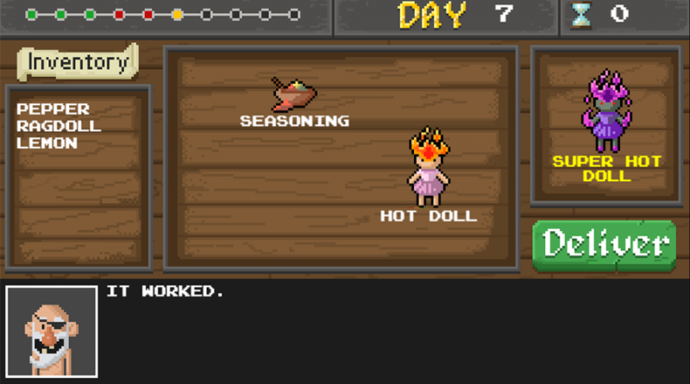 DAY 7
0
Inventory
PEPPER
RAGDOLL
LEMON
SEASONING
HOT DOLL
SUPER HOT
DOLL
Deliver
IT WORKED.